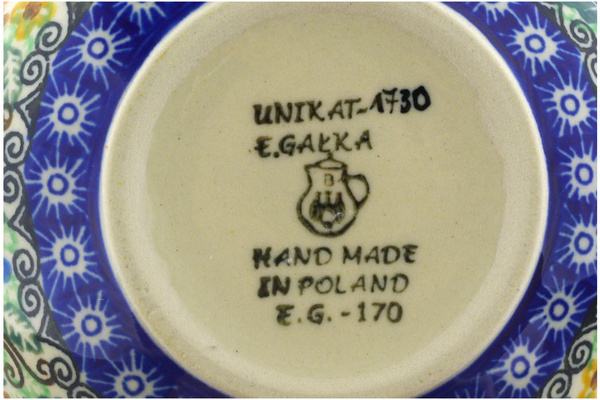 UNIKAT-1730
E.GAŁKA
B
HAND MADE
IN POLAND
E.G. -170